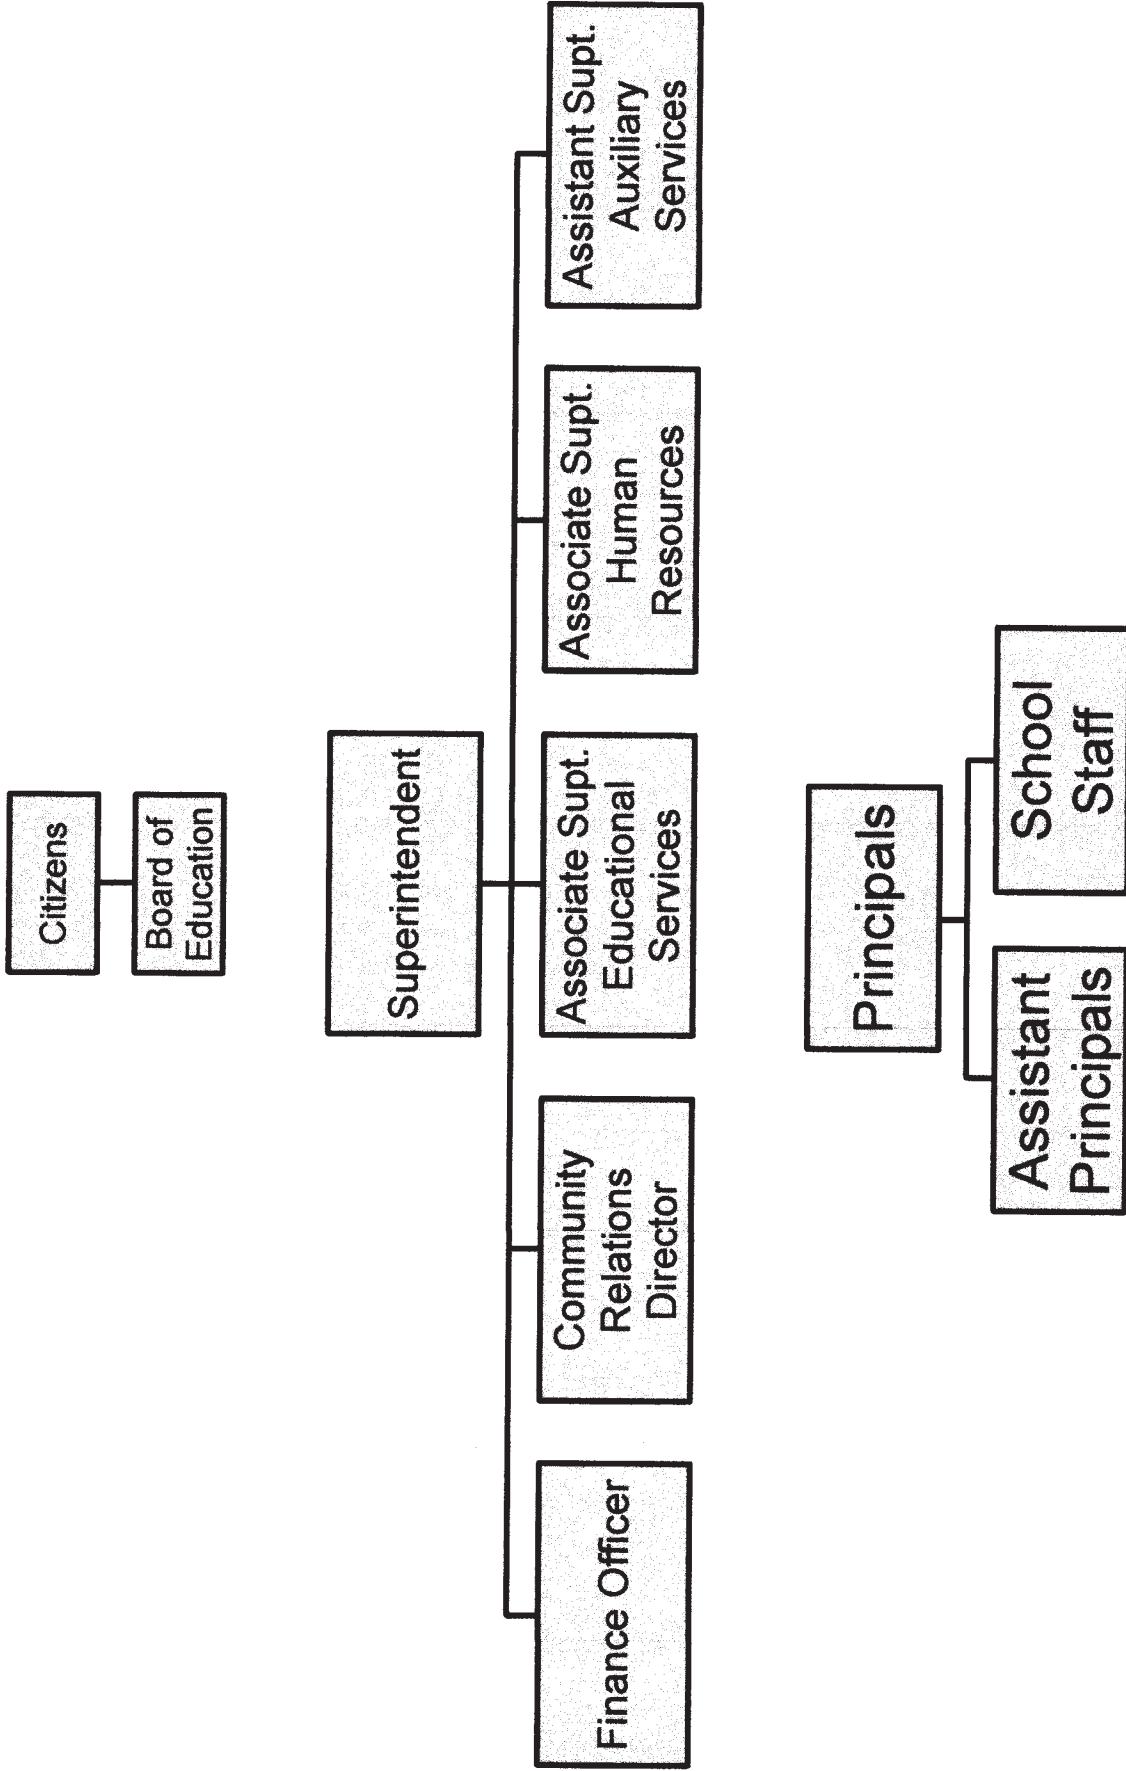 Citizens
Board of
Education
Superintendent
Finance Officer
Community
Relations
Director
Associate Supt.
Educational
Services
Associate Supt.
Human
Resources
Assistant Supt.
Auxiliary
Services
Principals
Assistant
Principals
School
Staff